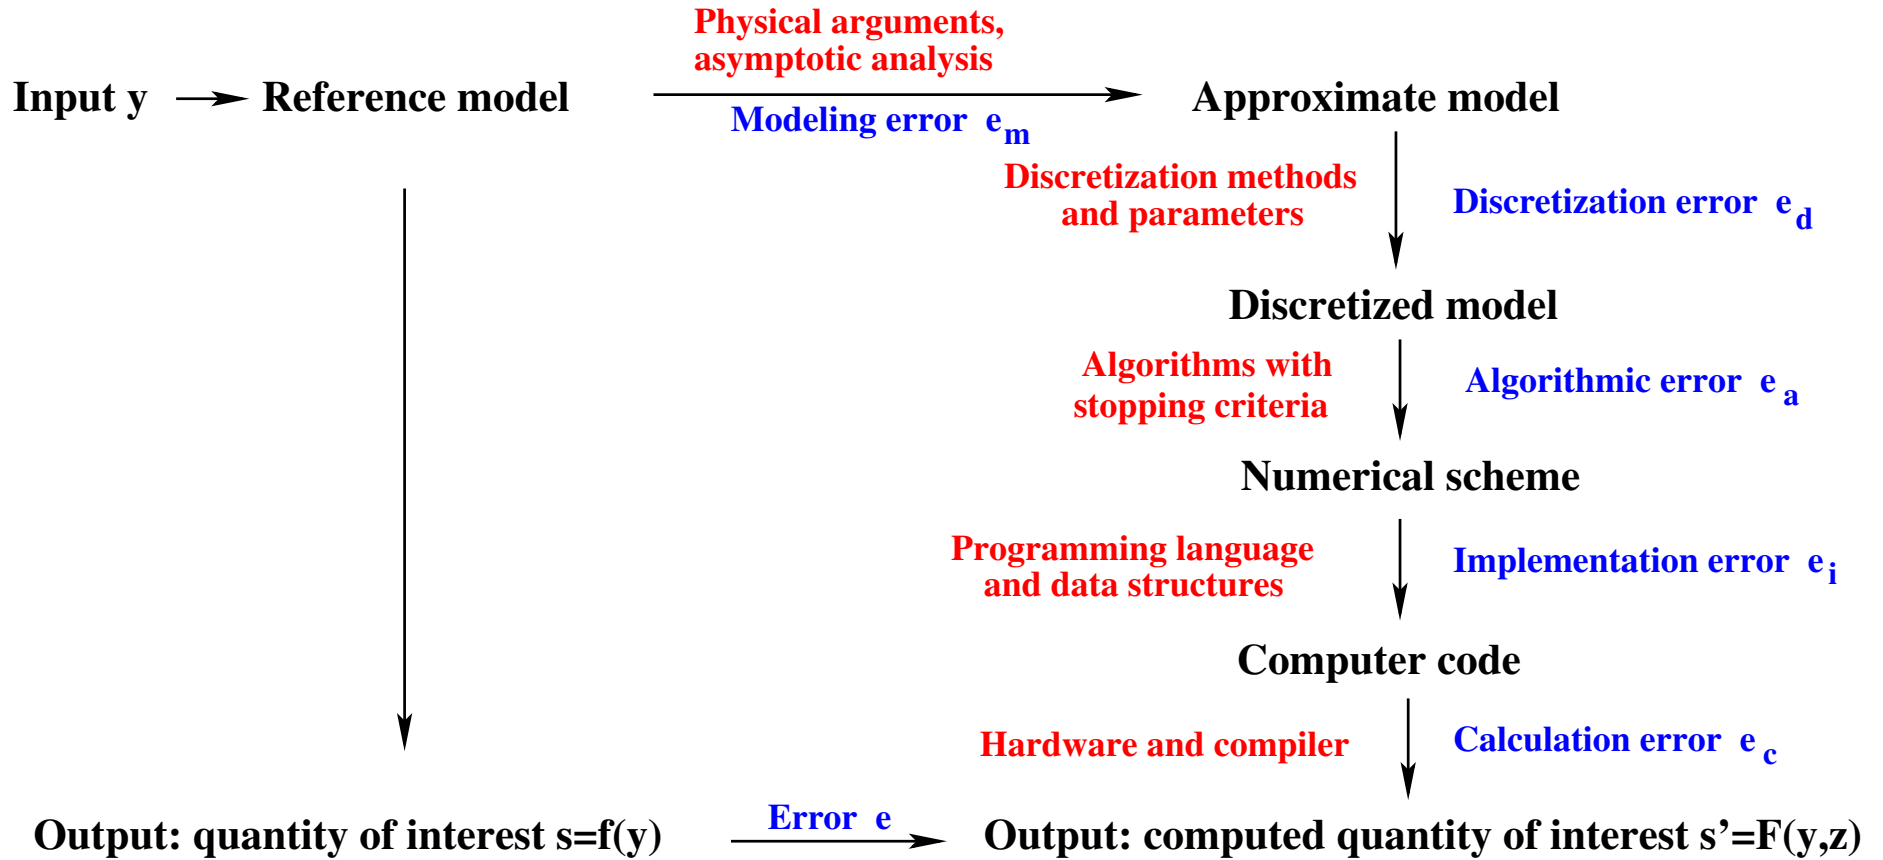 Physical arguments,
asymptotic analysis
Input y Reference model Approximate model
Modeling error e_m
Discretization methods
and parameters
Discretization error e_d
Discretized model
Algorithms with
stopping criteria
Algorithmic error e_a
Numerical scheme
Programming language
and data structures
Implementation error e_i
Computer code
Hardware and compiler
Calculation error e_c
Output: quantity of interest s=f(y)
Error e
Output: computed quantity of interest s’=F(y,z)